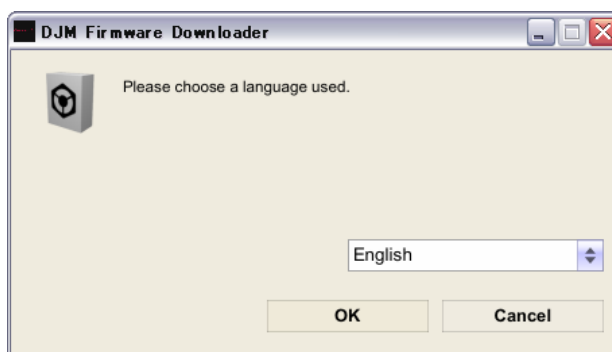 DJM Firmware Downloader
Please choose a language used.
English
OK
Cancel